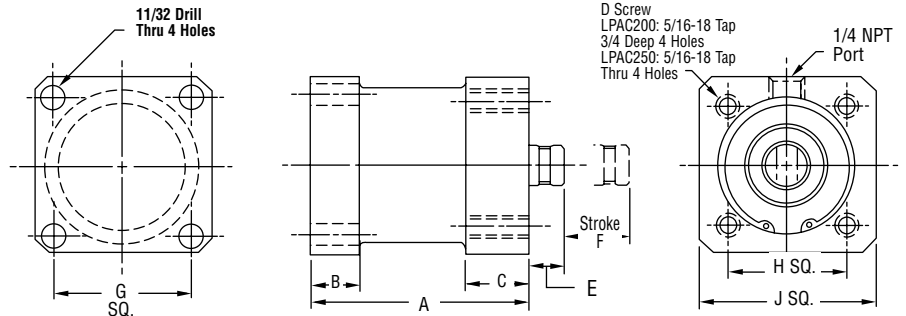 11/32 Drill
Thru 4 Holes
D Screw
LPAC200: 5/16-18 Tap
3/4 Deep 4 Holes
LPAC250: 5/16-18 Tap
Thru 4 Holes
1/4 NPT
Port
Stroke
F
B
C
E
A
G
SQ.
H SQ.
J SQ.